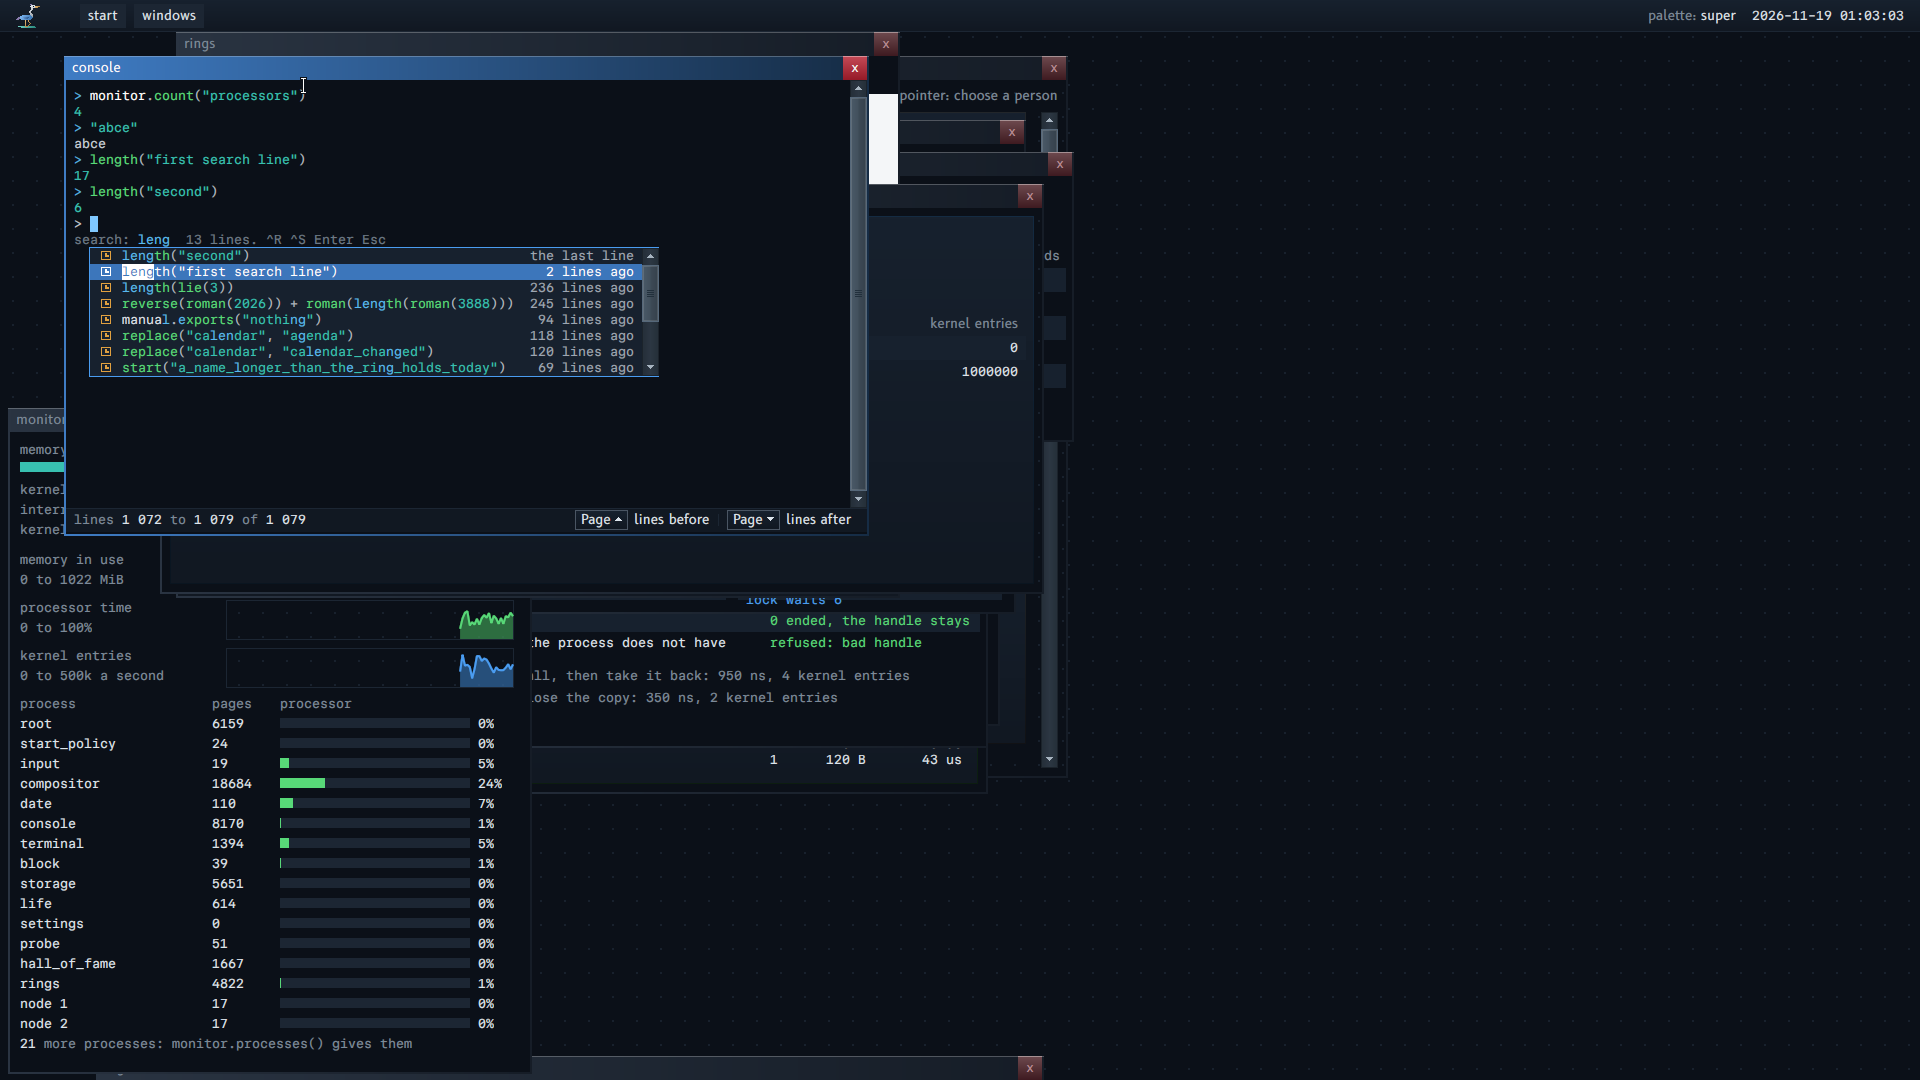 start windows palette: super 2026-11-19 01:03:03
rings x
console x
x
> monitor.count("processors")
pointer: choose a person
4
> "abce"
x
abce
> length("first search line")
x
17
> length("second")
x
6
>
search: leng 13 lines. ^R ^S Enter Esc
length("second") the last line
ds
length("first search line") 2 lines ago
length(lie(3)) 236 lines ago
reverse(roman(2026)) + roman(length(roman(3888))) 245 lines ago
manual.exports("nothing") 94 lines ago
kernel entries
replace("calendar", "agenda") 118 lines ago
0
replace("calendar", "calendar_changed") 120 lines ago
start("a_name_longer_than_the_ring_holds_today") 69 lines ago
1000000
lines 1 072 to 1 079 of 1 079 Page lines before Page lines after
monitor
memory
kernel
inter
kernel
memory in use
0 to 1022 MiB
processor time
0 to 100%
kernel entries
0 to 500k a second
lock waits 6
0 ended, the handle stays
the process does not have refused: bad handle
all, then take it back: 950 ns, 4 kernel entries
ose the copy: 350 ns, 2 kernel entries
1 120 B 43 us
process pages processor
root 6159 0%
start_policy 24 0%
input 19 5%
compositor 18684 24%
date 110 7%
console 8170 1%
terminal 1394 5%
block 39 1%
storage 5651 0%
life 614 0%
settings 0 0%
probe 51 0%
hall_of_fame 1667 0%
rings 4822 1%
node 1 17 0%
node 2 17 0%
21 more processes: monitor.processes() gives them
x